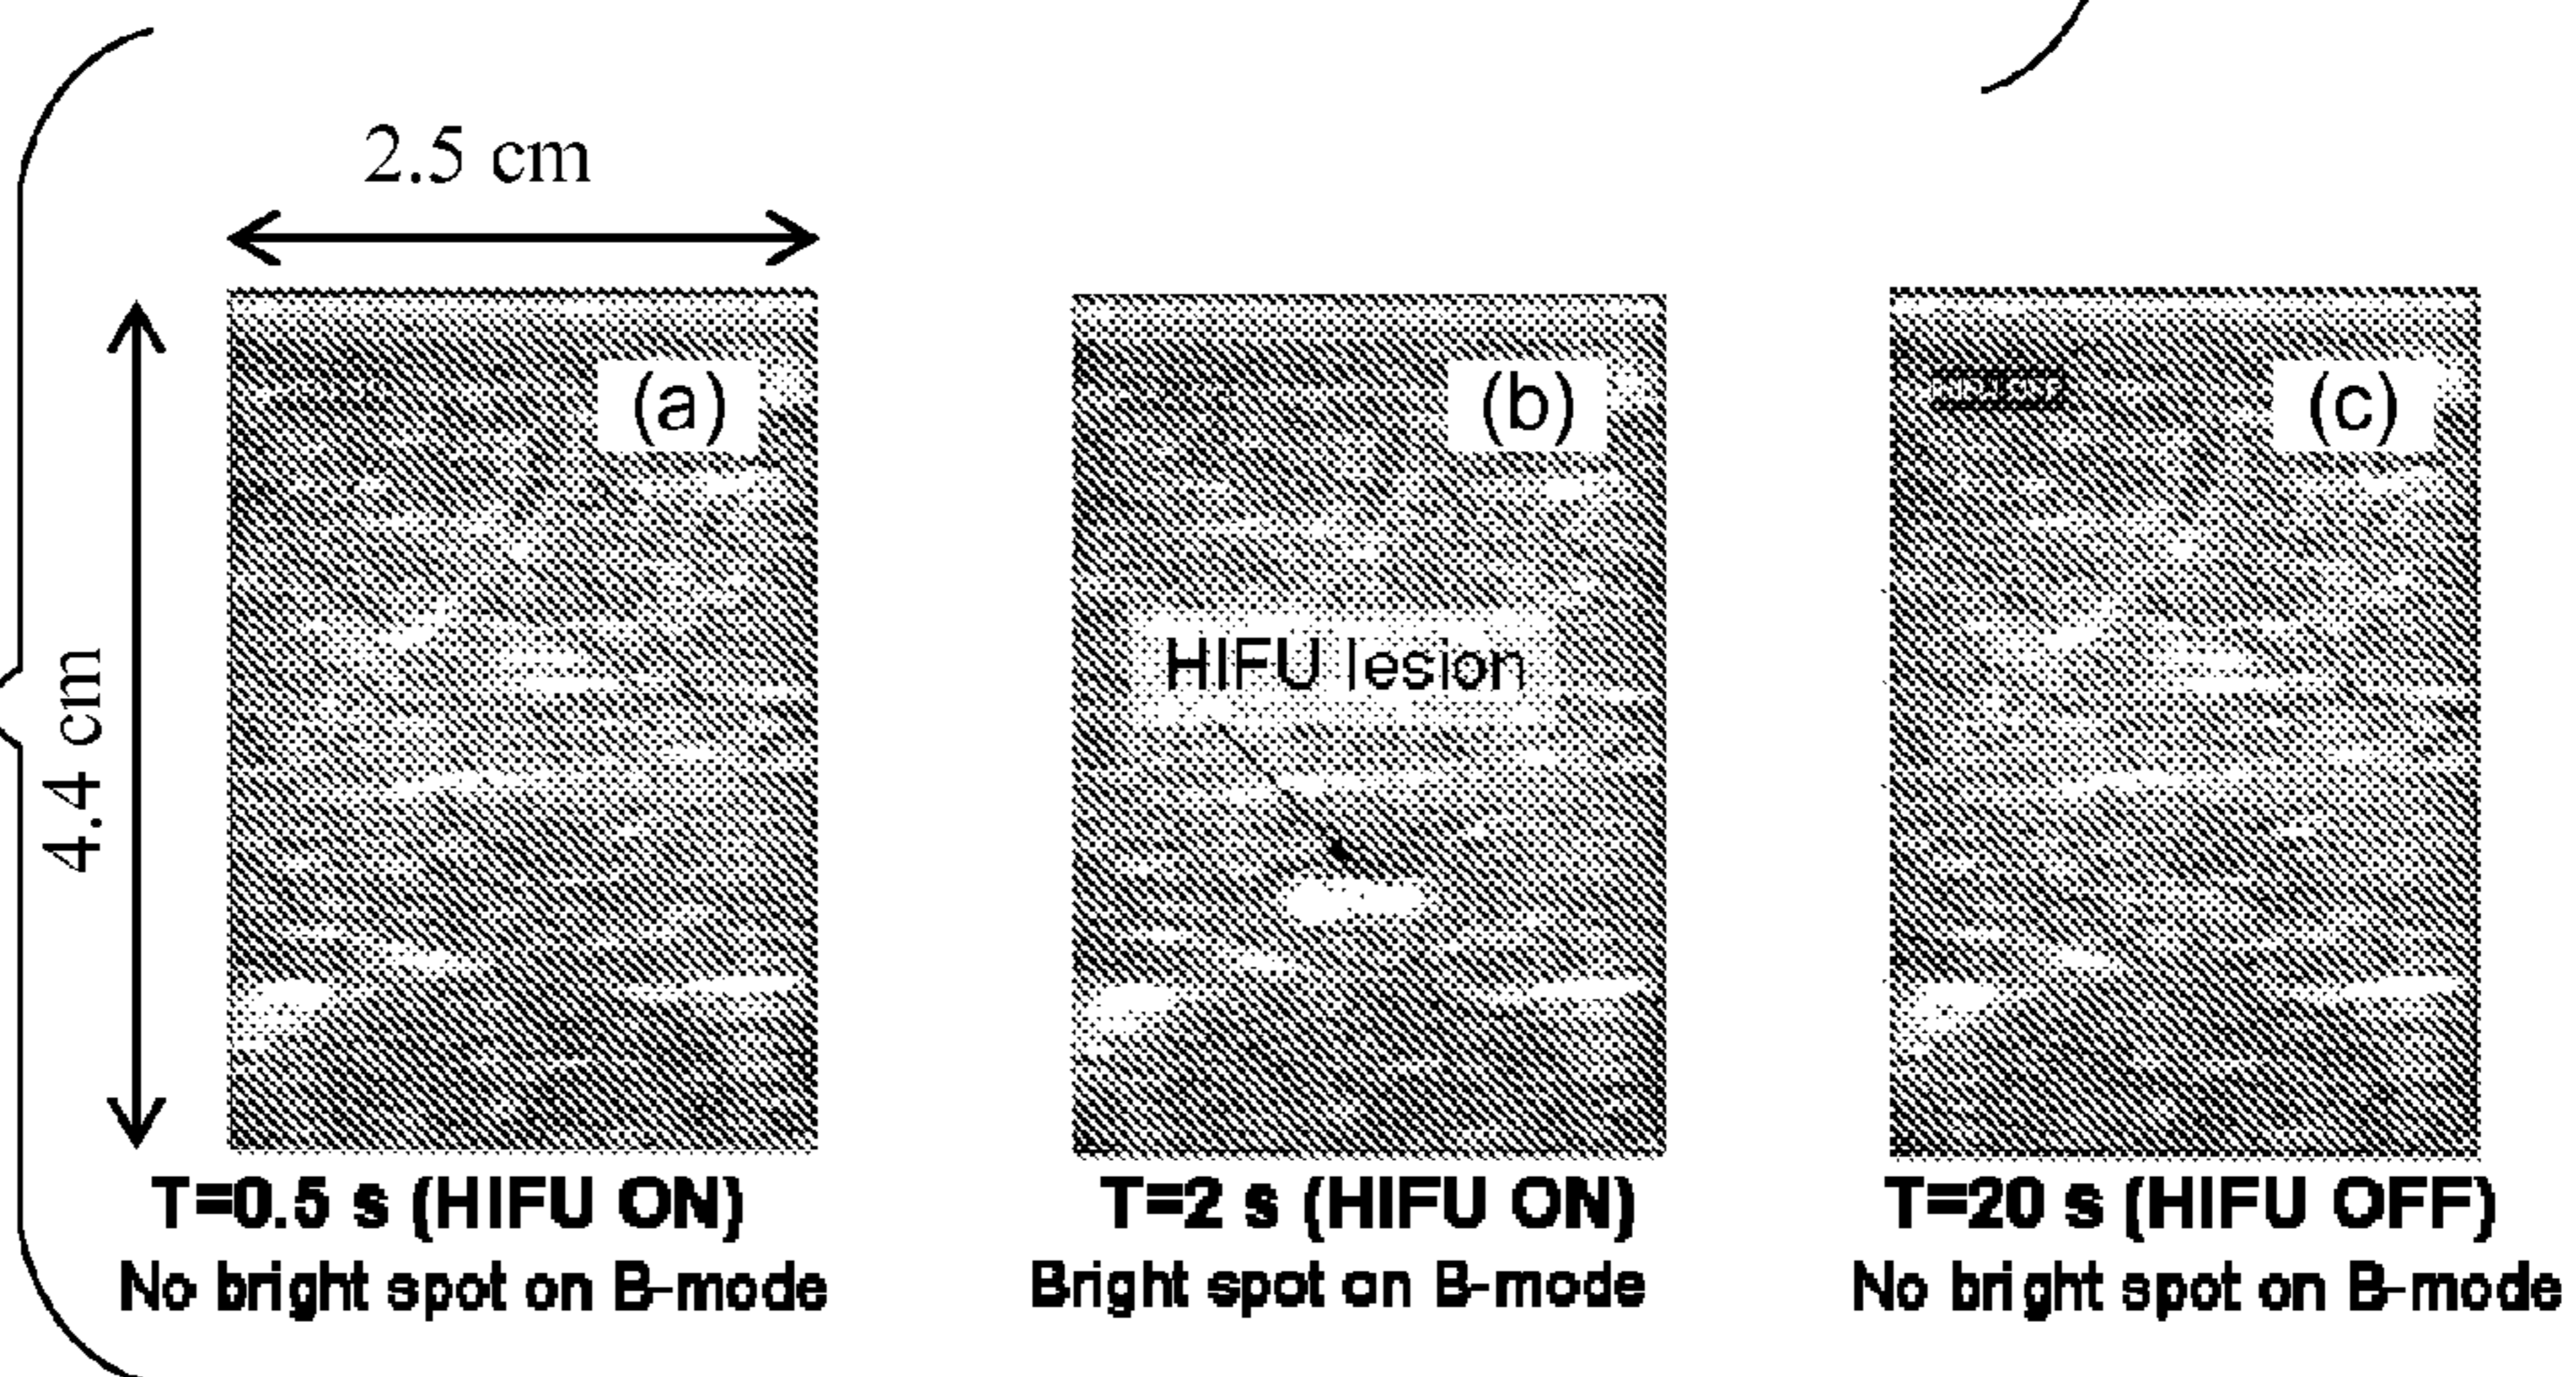 2.5 cm
4.4 cm
(a)
(b)
(c)
HIFU lesion
T=0.5 s (HIFU ON)
No bright spot on B-mode
T=2 s (HIFU ON)
Bright spot on B-mode
T=20 s (HIFU OFF)
No bright spot on B-mode